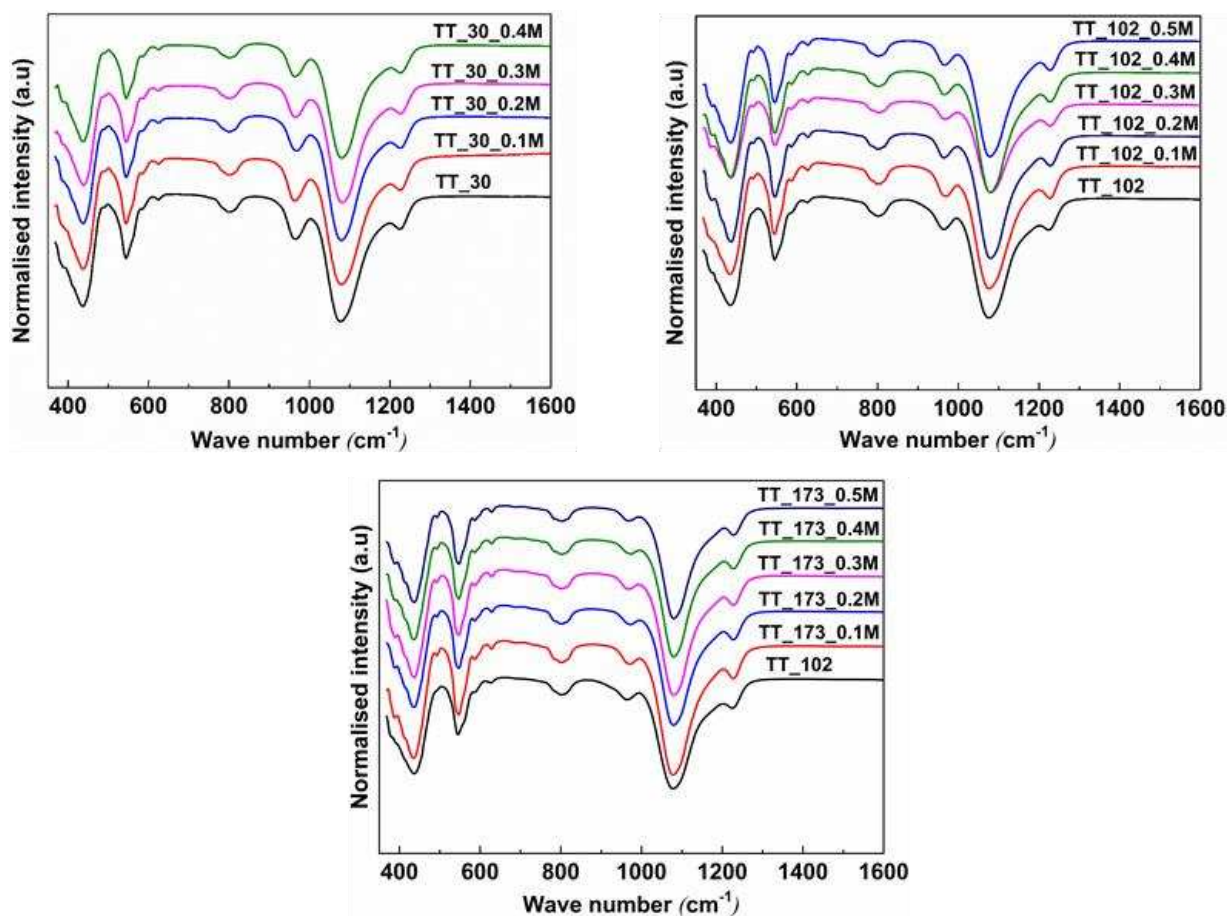 Normalised intensity (a.u)
TT_30_0.4M
TT_30_0.3M
TT_30_0.2M
TT_30_0.1M
TT_30
400 600 800 1000 1200 1400 1600
Wave number (cm-1)
Normalised intensity (a.u)
TT_102_0.5M
TT_102_0.4M
TT_102_0.3M
TT_102_0.2M
TT_102_0.1M
TT_102
400 600 800 1000 1200 1400 1600
Wave number (cm-1)
Normalised intensity (a.u)
TT_173_0.5M
TT_173_0.4M
TT_173_0.3M
TT_173_0.2M
TT_173_0.1M
TT_102
400 600 800 1000 1200 1400 1600
Wave number (cm-1)